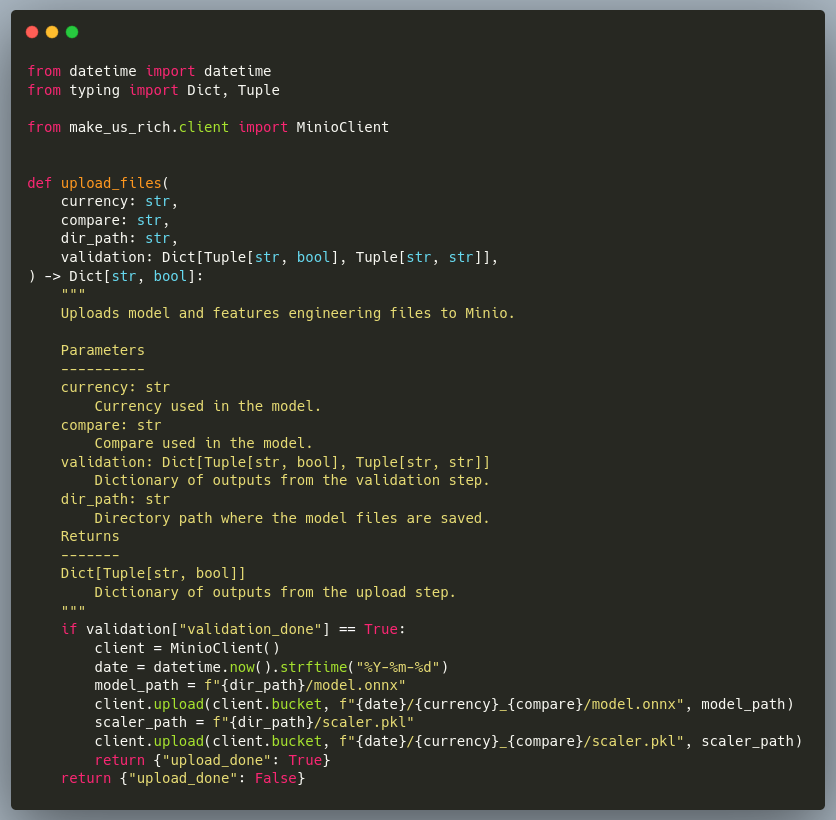 from datetime import datetime
from typing import Dict, Tuple

from make_us_rich.client import MinioClient


def upload_files(
    currency: str,
    compare: str,
    dir_path: str,
    validation: Dict[Tuple[str, bool], Tuple[str, str]],
) -> Dict[str, bool]:
    """
    Uploads model and features engineering files to Minio.

    Parameters
    ----------
    currency: str
        Currency used in the model.
    compare: str
        Compare used in the model.
    validation: Dict[Tuple[str, bool], Tuple[str, str]]
        Dictionary of outputs from the validation step.
    dir_path: str
        Directory path where the model files are saved.
    Returns
    -------
    Dict[Tuple[str, bool]]
        Dictionary of outputs from the upload step.
    """
    if validation["validation_done"] == True:
        client = MinioClient()
        date = datetime.now().strftime("%Y-%m-%d")
        model_path = f"{dir_path}/model.onnx"
        client.upload(client.bucket, f"{date}/{currency}_{compare}/model.onnx", model_path)
        scaler_path = f"{dir_path}/scaler.pkl"
        client.upload(client.bucket, f"{date}/{currency}_{compare}/scaler.pkl", scaler_path)
        return {"upload_done": True}
    return {"upload_done": False}